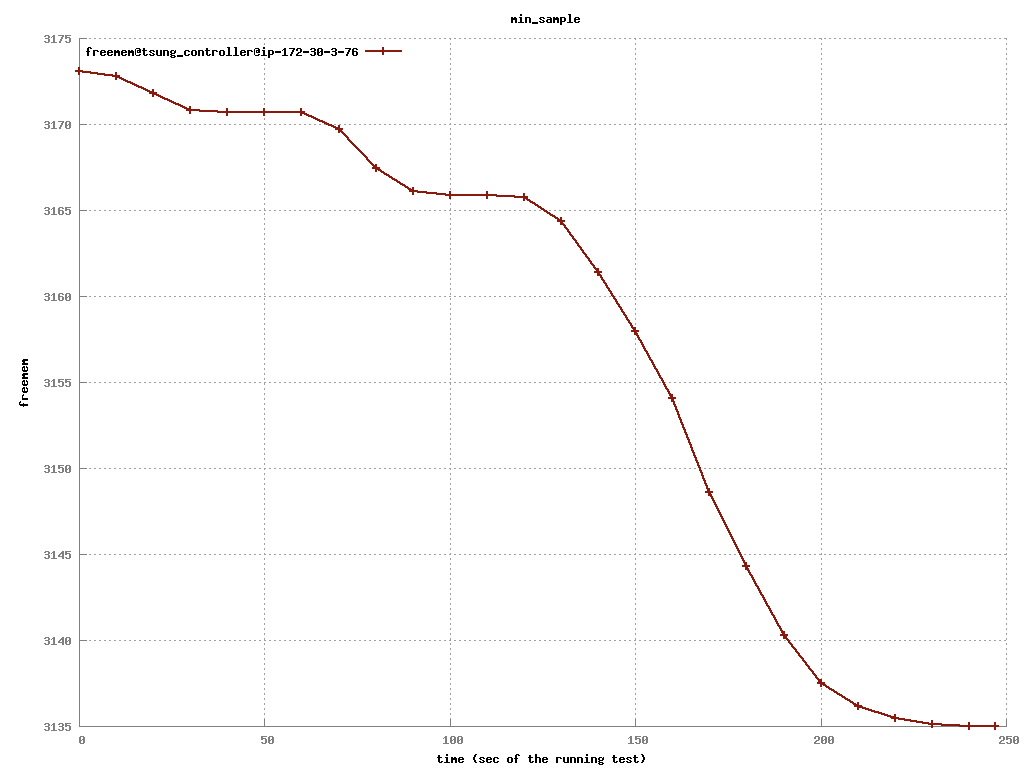 min_sample
3175
freemem@tsung_controller@ip-172-30-3-76
3170
3165
3160
3155
3150
3145
3140
3135
freemem
0 50 100 150 200 250
time (sec of the running test)